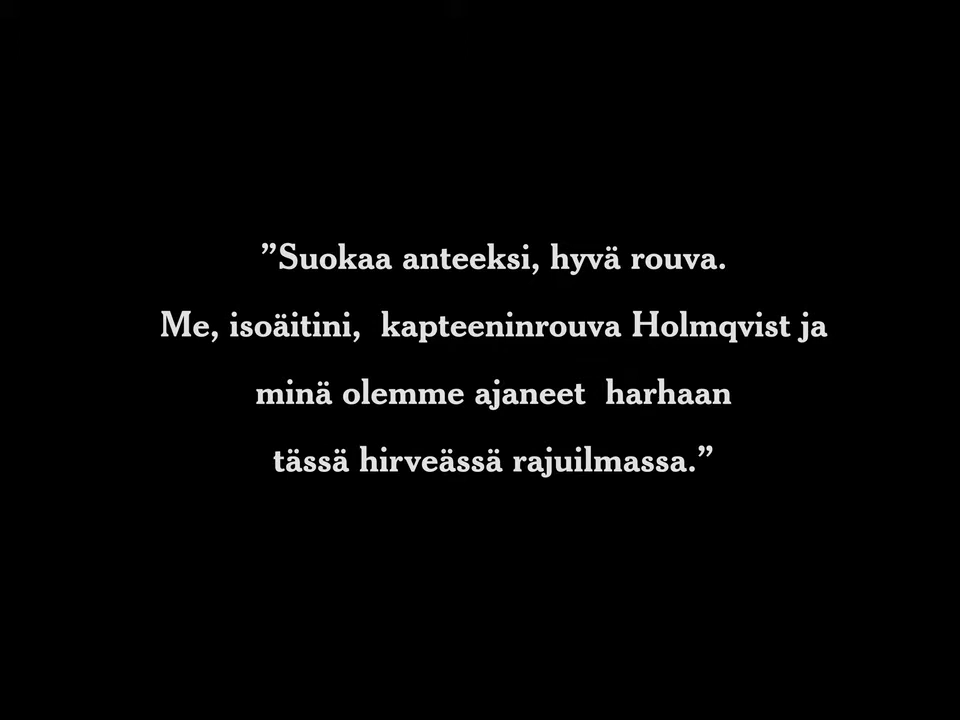 ”Suokaa anteeksi, hyvä rouva.
Me, isoäitini, kapteeninrouva Holmqvist ja
minä olemme ajaneet harhaan
tässä hirveässä rajuilmassa.”